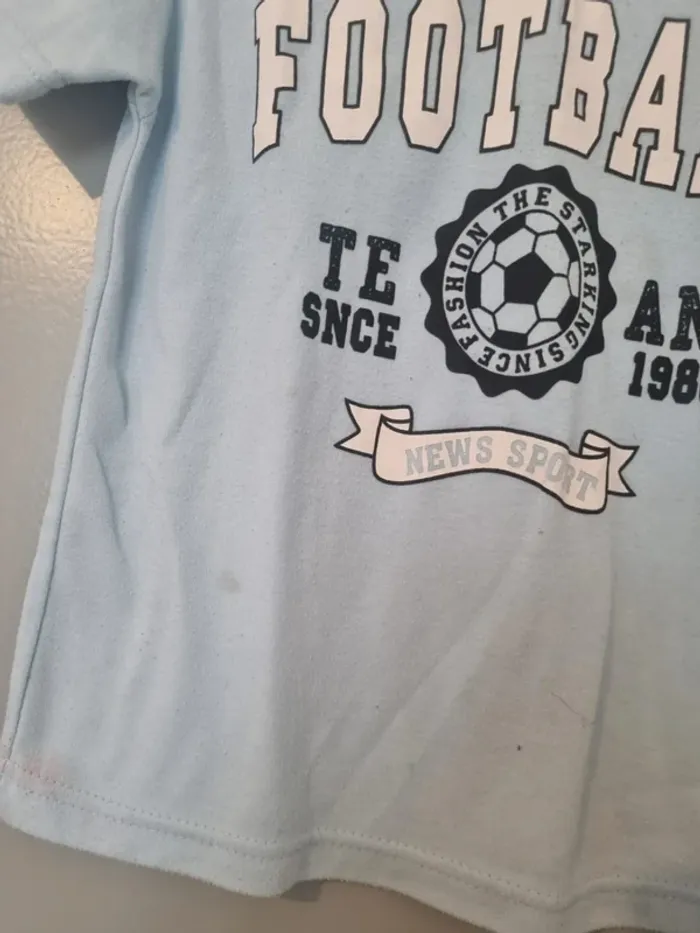 FOOTBA
TE AN
SNCE 198
FASHION THE STARKING SINCE
NEWS SPORT